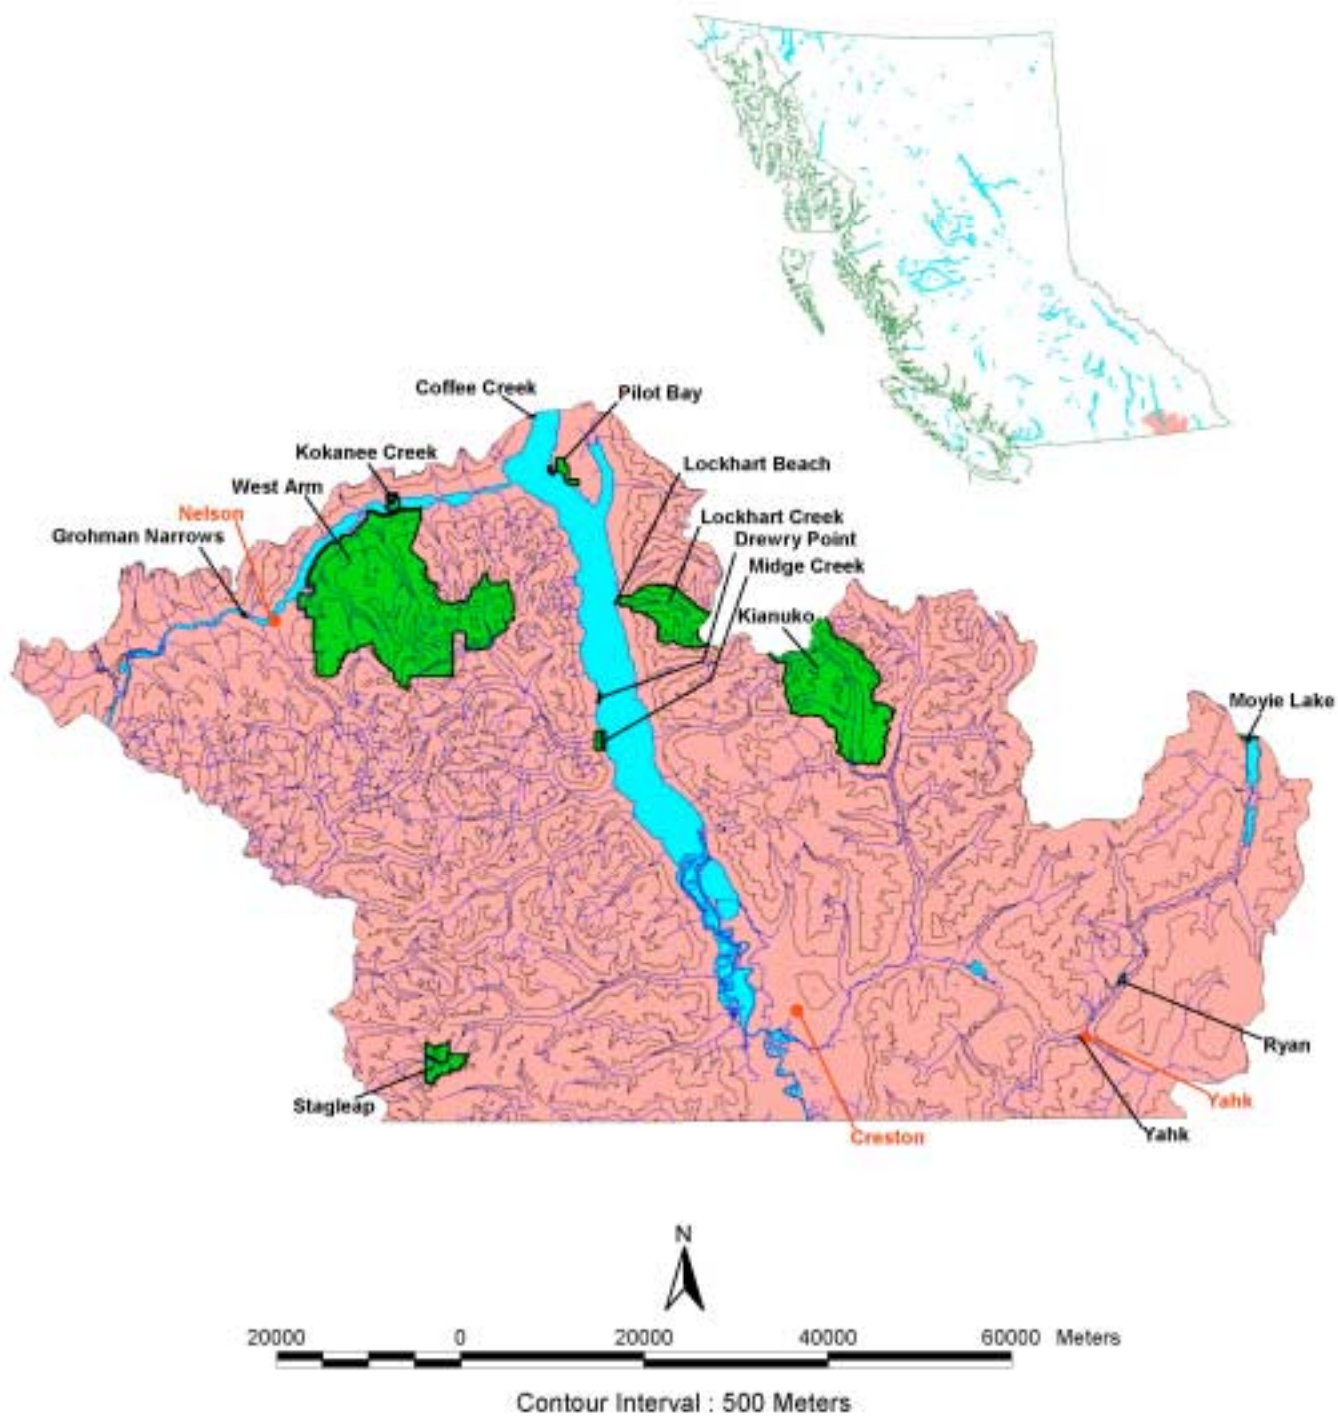 Coffee Creek
Pilot Bay
Kokanee Creek
Lockhart Beach
West Arm
Nelson
Lockhart Creek
Grohman Narrows
Drewry Point
Midge Creek
Kianuko
Moyie Lake
Ryan
Stagleap
Yahk
Yahk
Creston
N
20000 0 20000 40000 60000 Meters
Contour Interval : 500 Meters